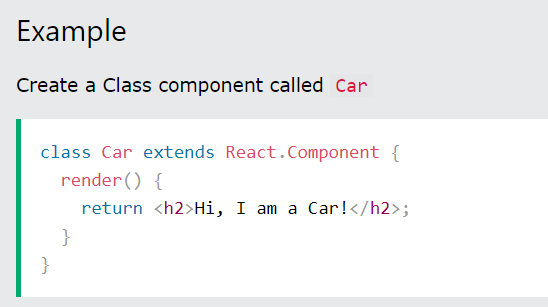 Example
Create a Class component called Car
class Car extends React.Component {
  render() {
    return <h2>Hi, I am a Car!</h2>;
  }
}